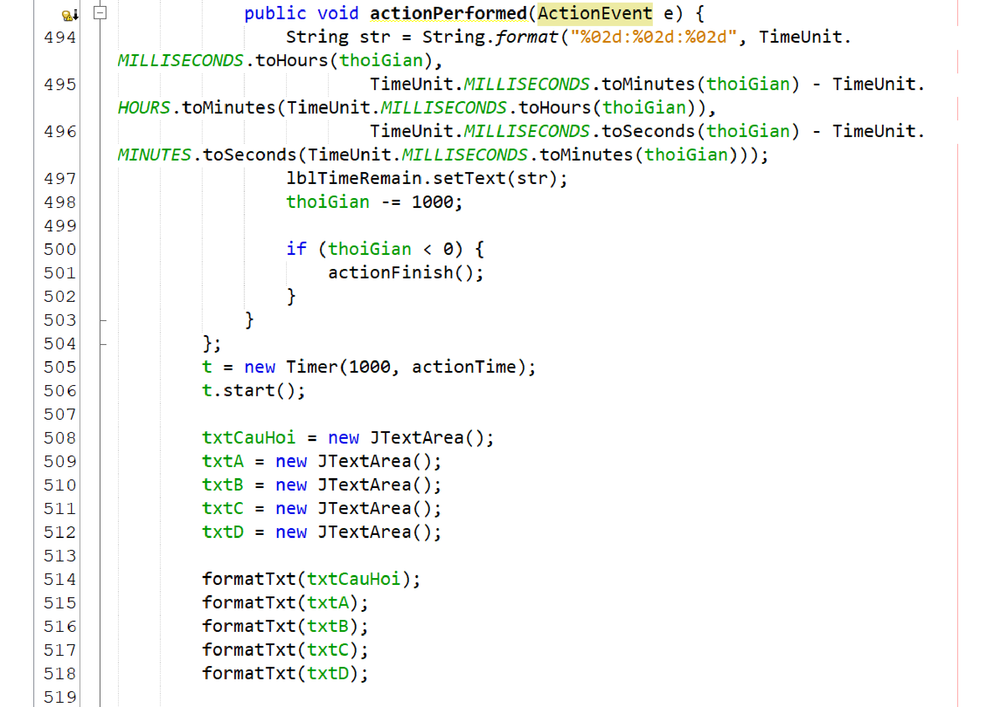 public void actionPerformed(ActionEvent e) {
494 String str = String.format("%02d:%02d:%02d", TimeUnit.
MILLISECONDS.toHours(thoiGian),
495 TimeUnit.MILLISECONDS.toMinutes(thoiGian) - TimeUnit.
HOURS.toMinutes(TimeUnit.MILLISECONDS.toHours(thoiGian)),
496 TimeUnit.MILLISECONDS.toSeconds(thoiGian) - TimeUnit.
MINUTES.toSeconds(TimeUnit.MILLISECONDS.toMinutes(thoiGian)));
497 lblTimeRemain.setText(str);
498 thoiGian -= 1000;
499
500 if (thoiGian < 0) {
501 actionFinish();
502 }
503 }
504 };
505 t = new Timer(1000, actionTime);
506 t.start();
507
508 txtCauHoi = new JTextArea();
509 txtA = new JTextArea();
510 txtB = new JTextArea();
511 txtC = new JTextArea();
512 txtD = new JTextArea();
513
514 formatTxt(txtCauHoi);
515 formatTxt(txtA);
516 formatTxt(txtB);
517 formatTxt(txtC);
518 formatTxt(txtD);
519